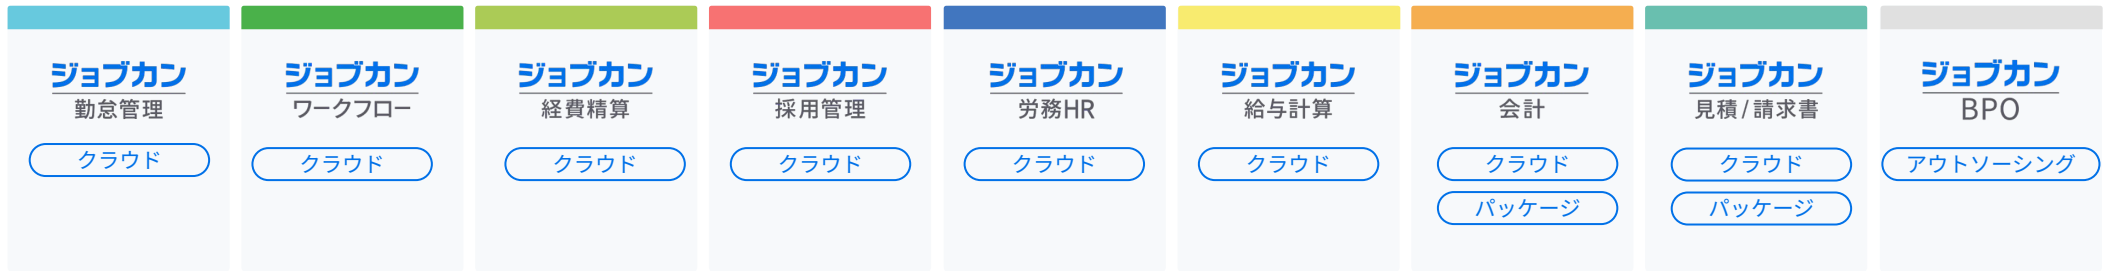 ジョブカン
勤怠管理
クラウド
ジョブカン
ワークフロー
クラウド
ジョブカン
経費精算
クラウド
ジョブカン
採用管理
クラウド
ジョブカン
労務HR
クラウド
ジョブカン
給与計算
クラウド
ジョブカン
会計
クラウド
パッケージ
ジョブカン
見積/請求書
クラウド
パッケージ
ジョブカン
BPO
アウトソーシング